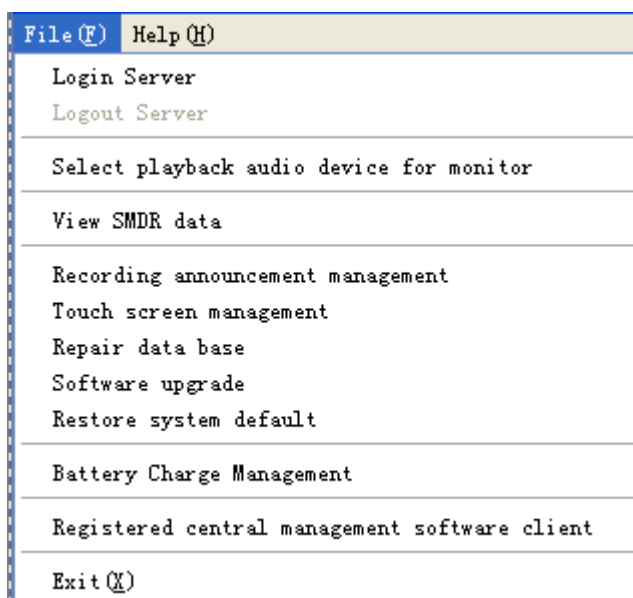 File(F) Help(H)
Login Server
Logout Server
Select playback audio device for monitor
View SMDR data
Recording announcement management
Touch screen management
Repair data base
Software upgrade
Restore system default
Battery Charge Management
Registered central management software client
Exit(X)